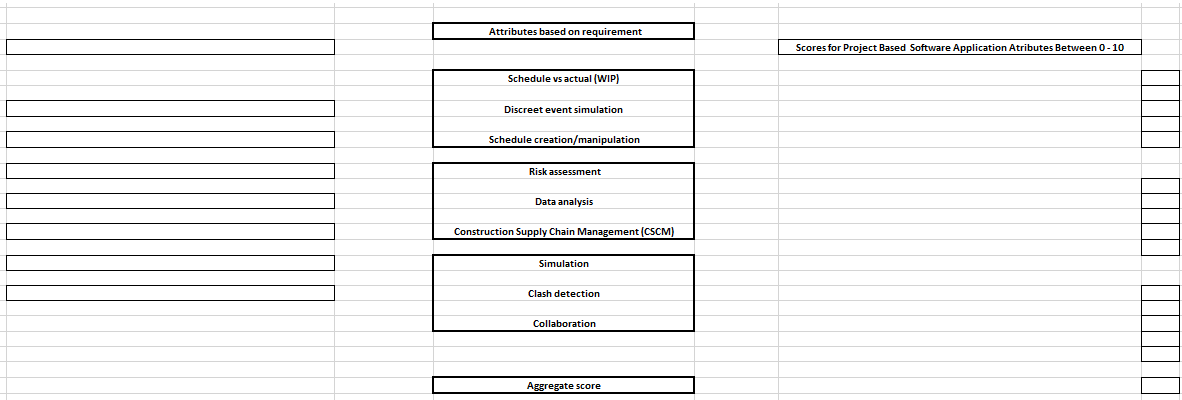 Attributes based on requirement
Scores for Project Based Software Application Atributes Between 0 - 10
Schedule vs actual (WIP)
Discreet event simulation
Schedule creation/manipulation
Risk assessment
Data analysis
Construction Supply Chain Management (CSCM)
Simulation
Clash detection
Collaboration
Aggregate score